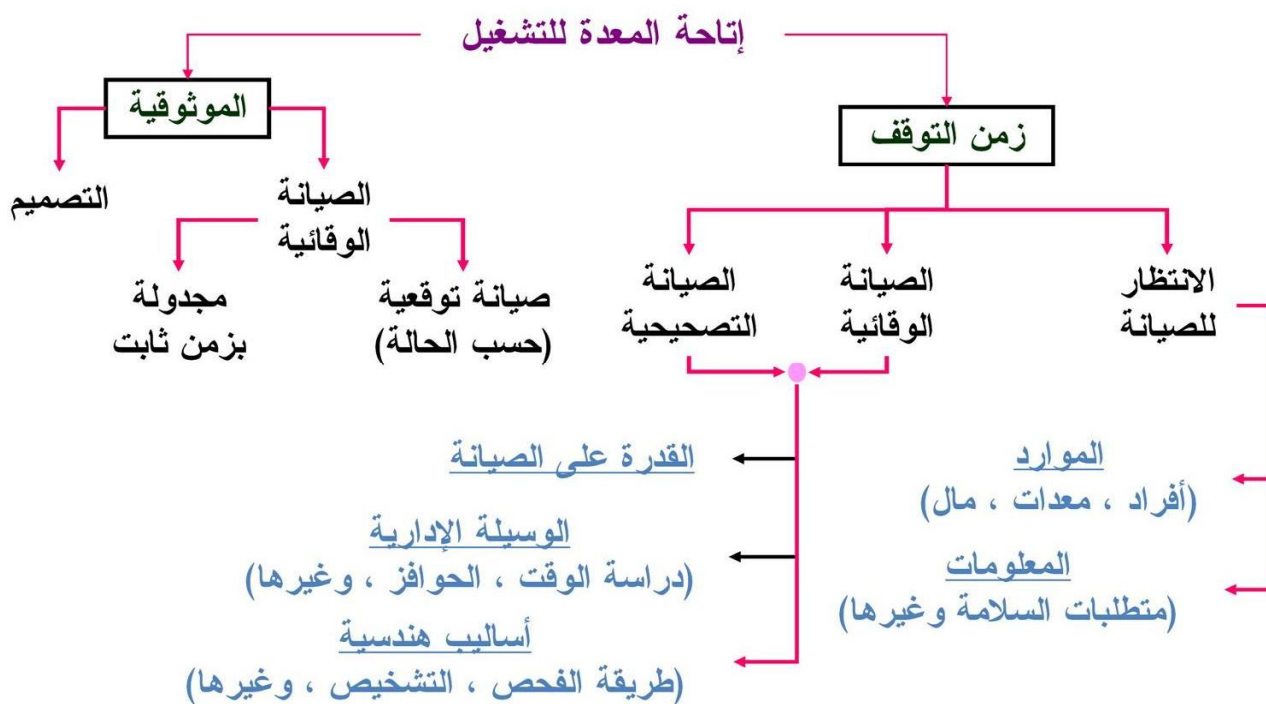 إتاحة المعدة للتشغيل
زمن التوقف
الموثوقية
الانتظار
للصيانة
الصيانة
الوقائية
الصيانة
التصحيحية
الموارد
(أفراد ، معدات ، مال)
المعلومات
(متطلبات السلامة وغيرها)
القدرة على الصيانة
الوسيلة الإدارية
(دراسة الوقت ، الحوافز ، وغيرها)
أساليب هندسية
(طريقة الفحص ، التشخيص ، وغيرها)
الصيانة
الوقائية
التصميم
صيانة توقعية
(حسب الحالة)
مجدولة
بزمن ثابت